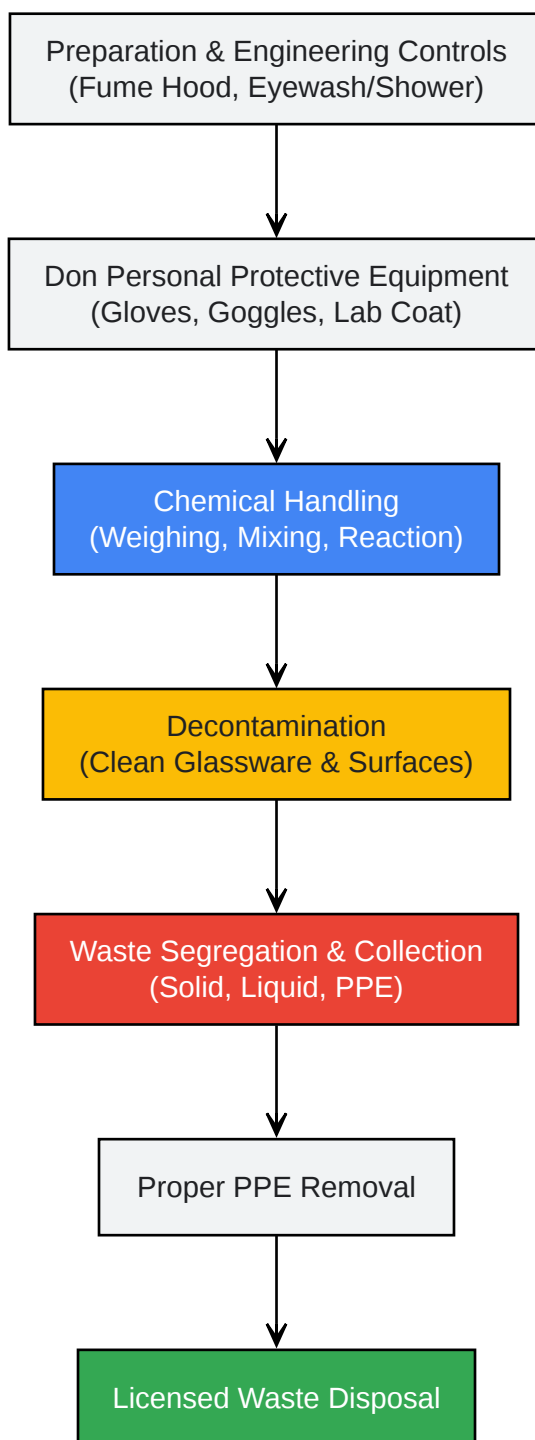 Preparation & Engineering Controls
(Fume Hood, Eyewash/Shower)
Don Personal Protective Equipment
(Gloves, Goggles, Lab Coat)
Chemical Handling
(Weighing, Mixing, Reaction)
Decontamination
(Clean Glassware & Surfaces)
Waste Segregation & Collection
(Solid, Liquid, PPE)
Proper PPE Removal
Licensed Waste Disposal